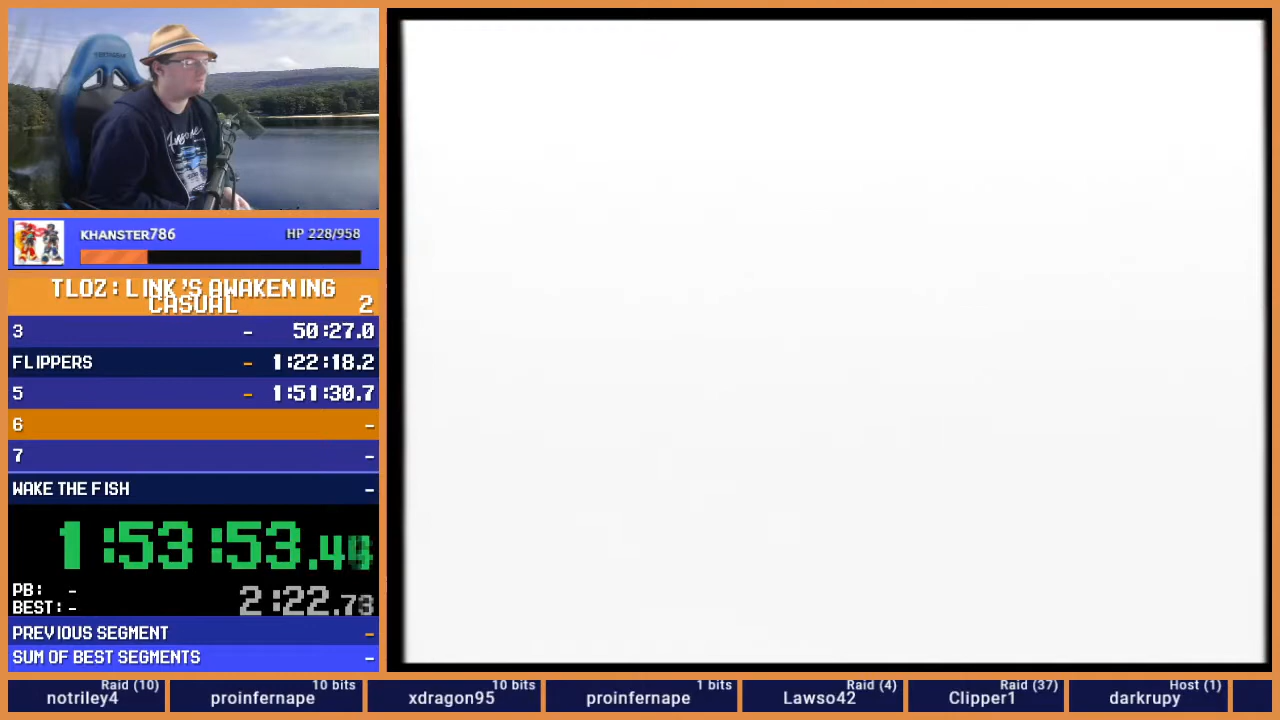 KHANSTER786 HP 228/958
TLOZ: LINK'S AWAKENING
CASUAL 2
3 - 50:27.0
FLIPPERS - 1:22:18.2
5 - 1:51:30.7
6 -
7 -
WAKE THE FISH -
1:53:53.44
PB: -
BEST: - 2:22.73
PREVIOUS SEGMENT -
SUM OF BEST SEGMENTS -
Raid (10) 10 bits 10 bits 1 bits Raid (4) Raid (37) Host (1)
notriley4 proinfernape xdragon95 proinfernape Lawso42 Clipper1 darkrupy